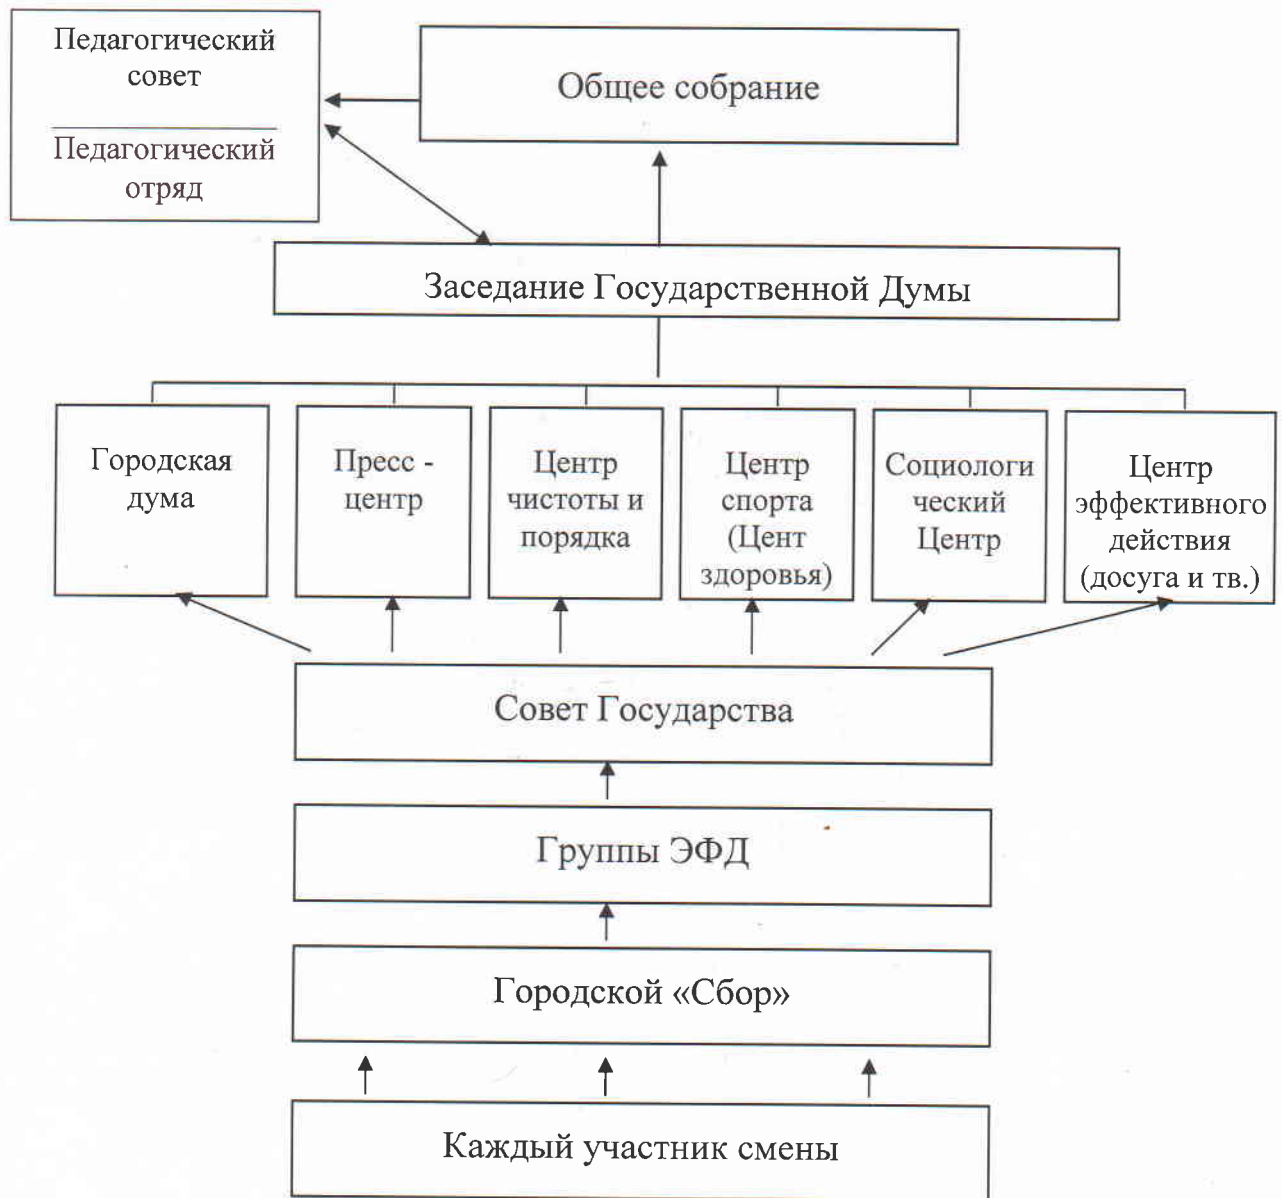 Педагогический
совет
Педагогический
отряд
Общее собрание
Заседание Государственной Думы
Городская
дума
Пресс -
центр
Центр
чистоты и
порядка
Центр
спорта
(Цент
здоровья)
Социологи
ческий
Центр
Центр
эффективного
действия
(досуга и тв.)
Совет Государства
Группы ЭФД
Городской «Сбор»
Каждый участник смены